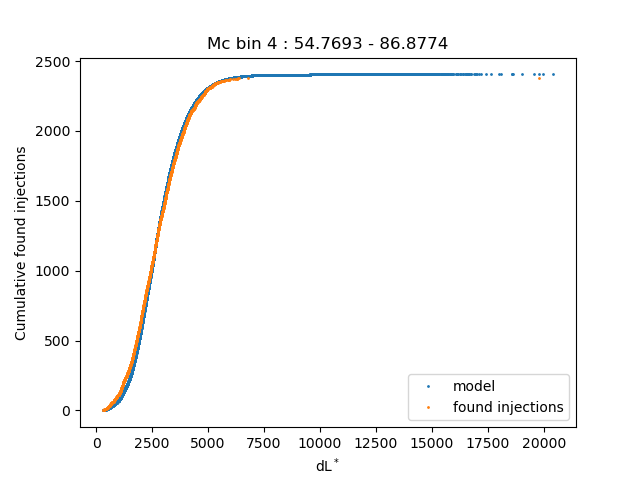 Mc bin 4 : 54.7693 - 86.8774
Cumulative found injections
2500
2000
1500
1000
500
0
model
found injections
0 2500 5000 7500 10000 12500 15000 17500 20000
dL*